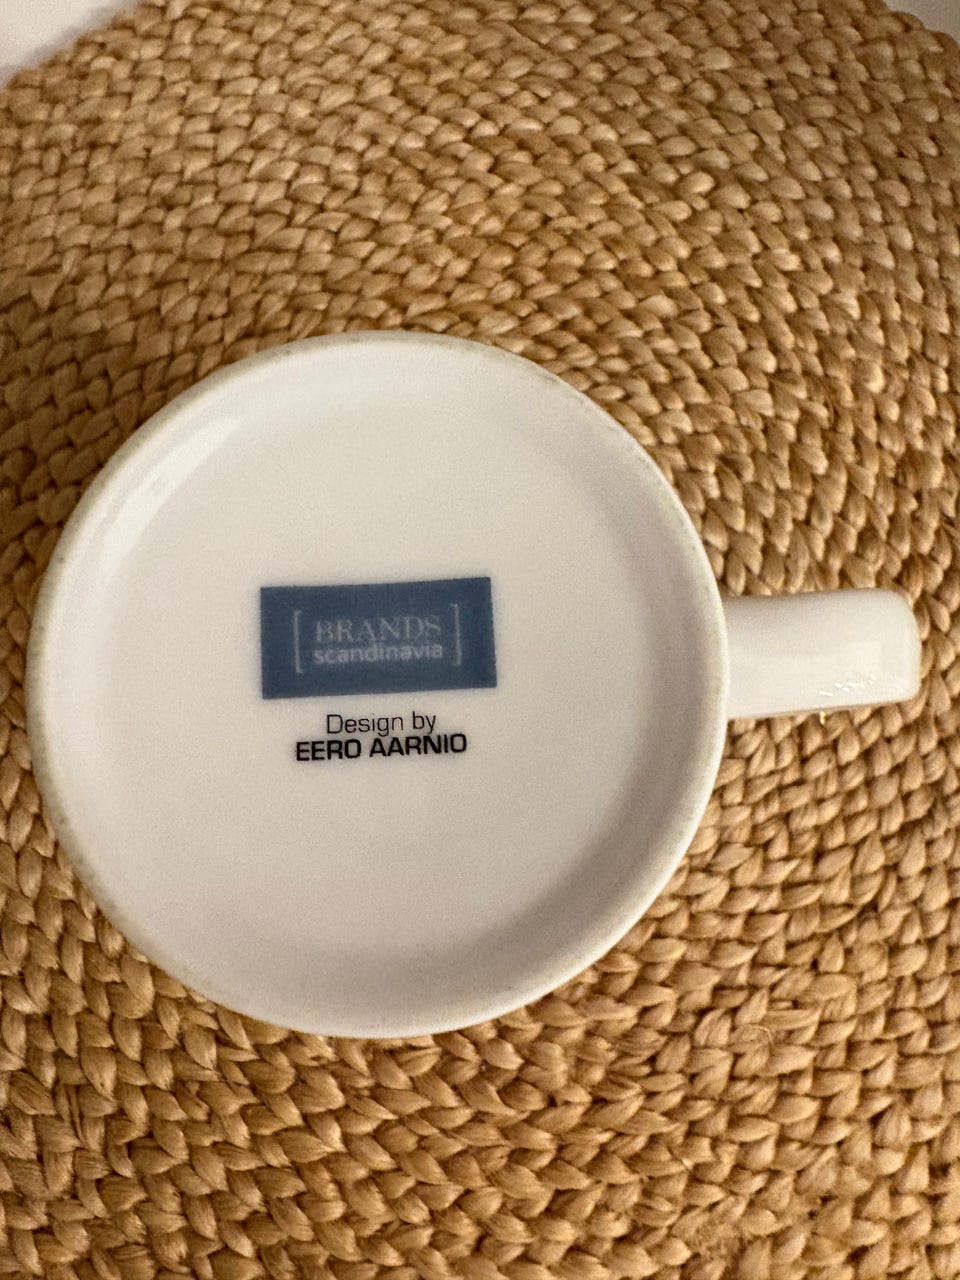 [BRANDS
scandinavia]
Design by
EERO AARNIO